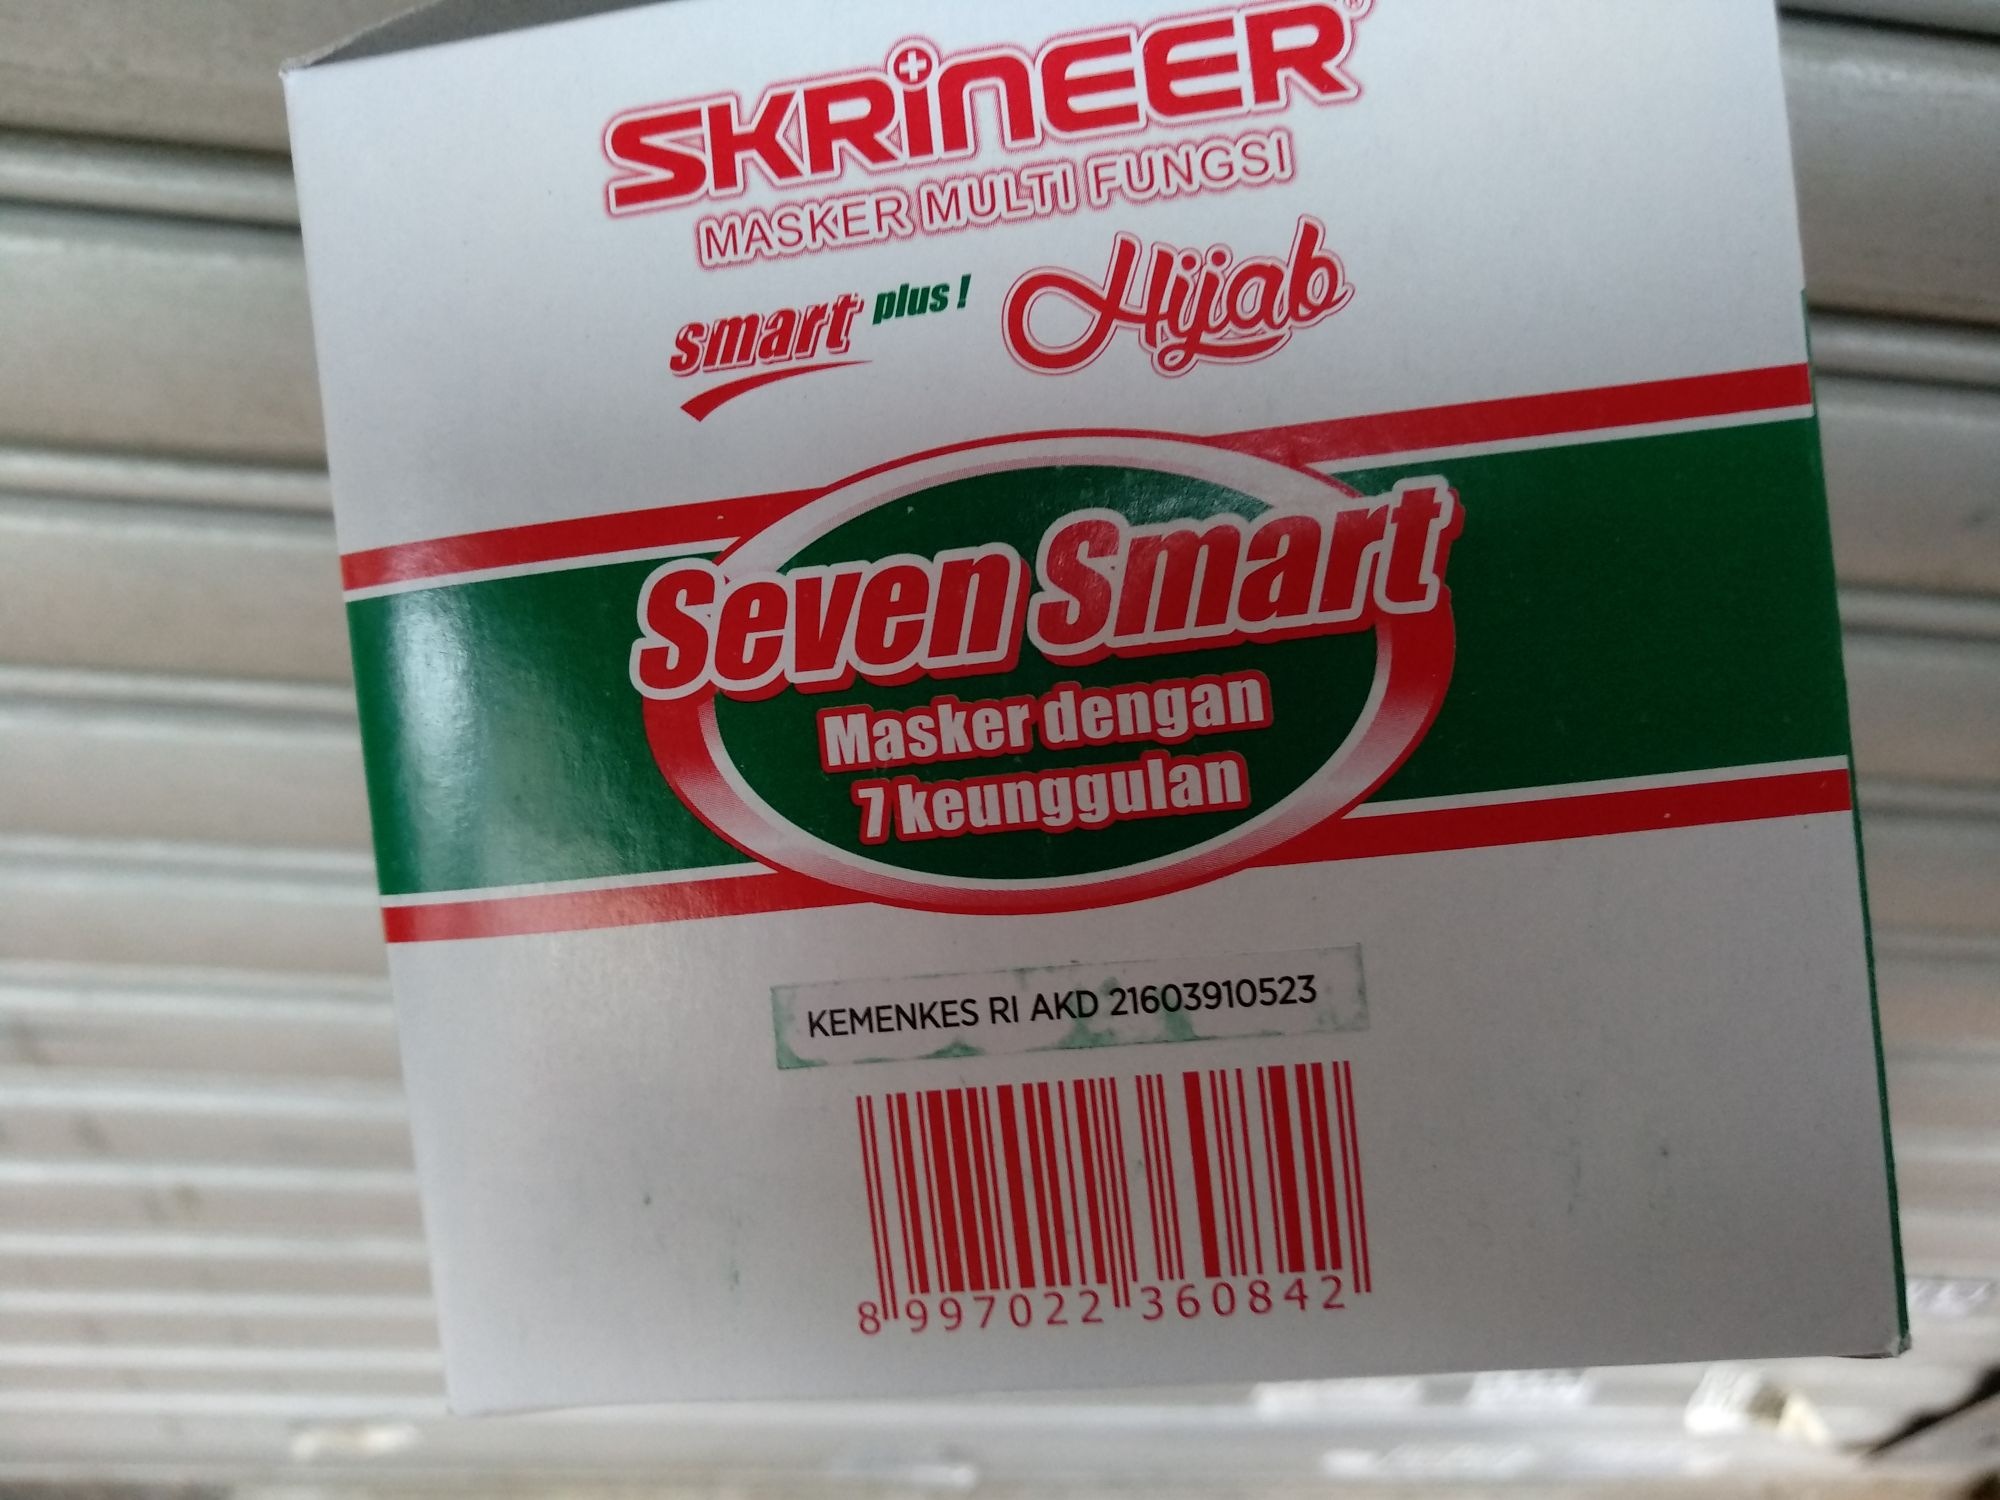 SKRiNEER®
MASKER MULTI FUNGSI
smart plus! Hijab
Seven Smart
Masker dengan
7 keunggulan
KEMENKES RI AKD 21603910523
8 997022 360842